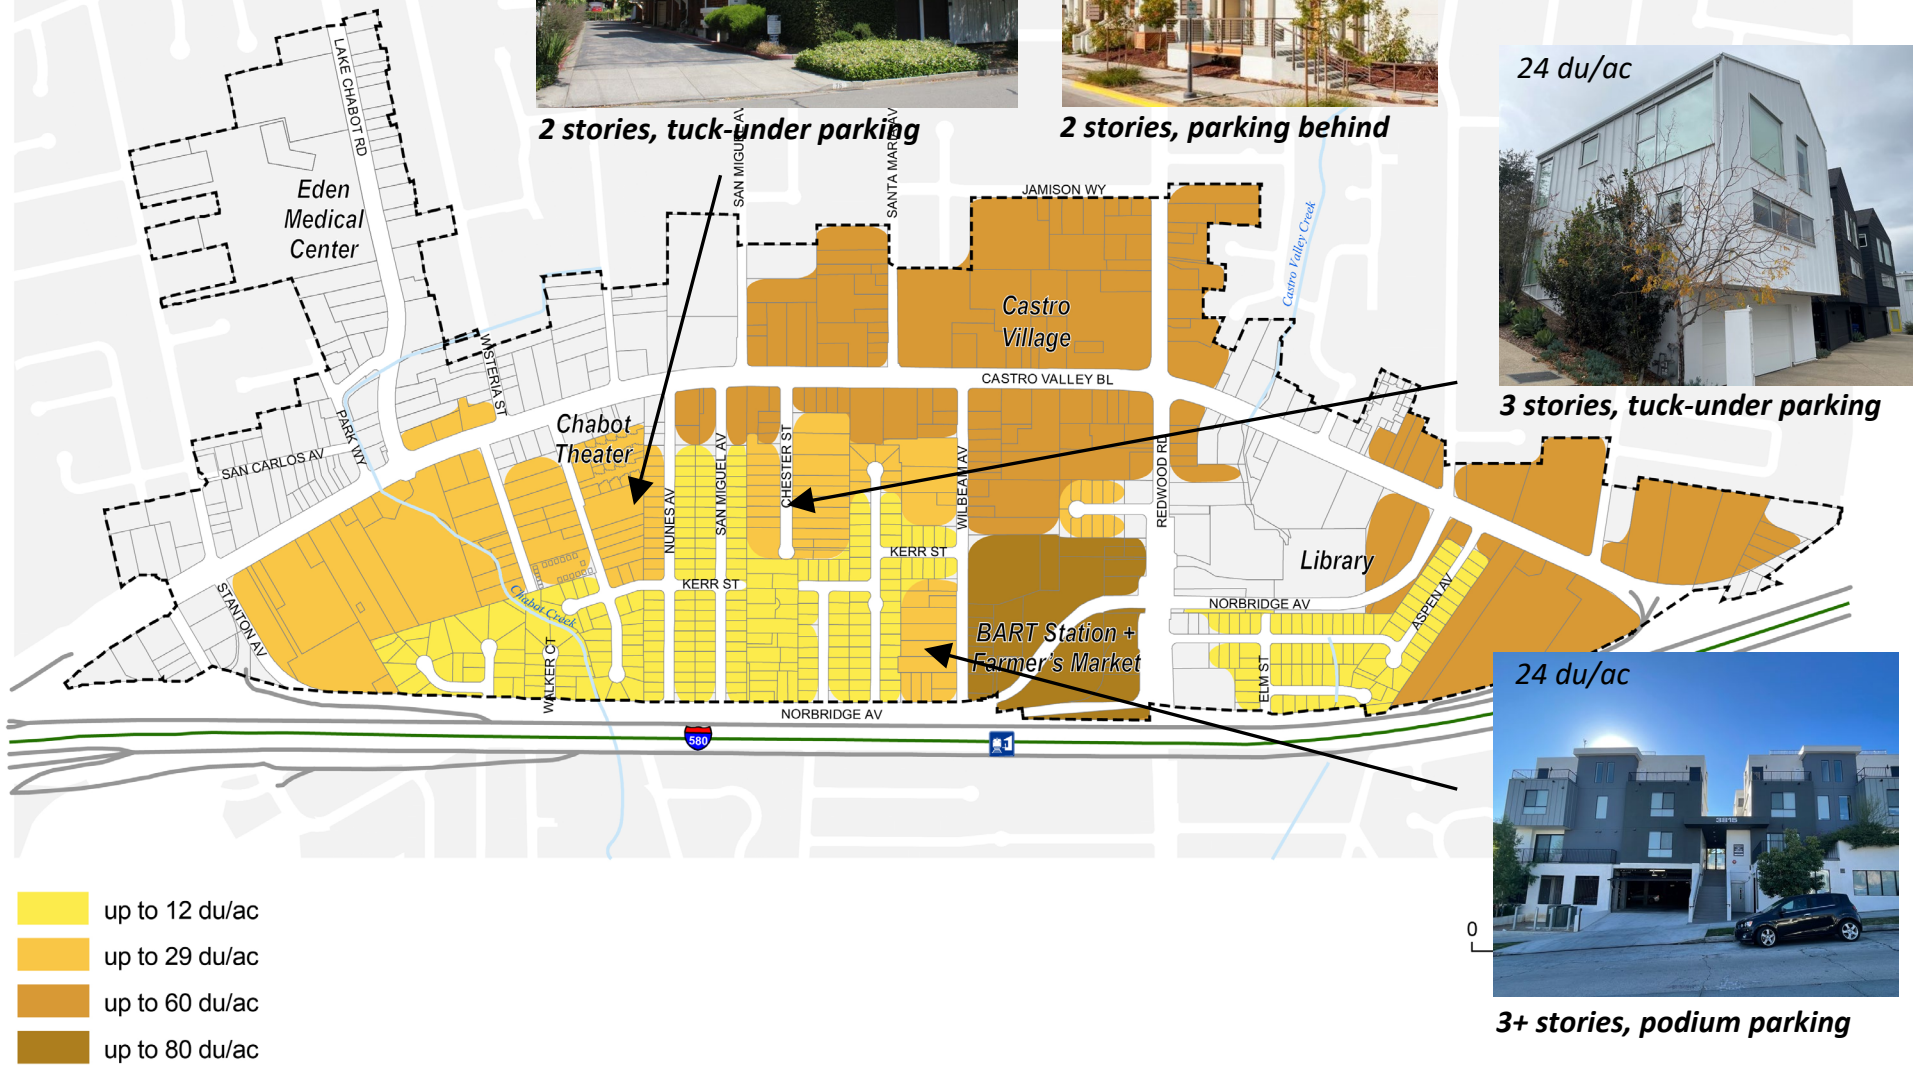 24 du/ac
2 stories, tuck-under parking
2 stories, parking behind
3 stories, tuck-under parking
LAKE CHABOT RD
SAN MIGUEL AV
SANTA MARIA AV
JAMISON WY
Eden
Medical
Center
Castro Valley Creek
Castro
Village
WISTERIA ST
CASTRO VALLEY BL
PARK WY
Chabot
Theater
SAN CARLOS AV
NUNES AV
SAN MIGUEL AV
CHESTER ST
WILBEAM AV
REDWOOD RD
KERR ST
KERR ST
Library
STANTON AV
Chabot Creek
NORBRIDGE AV
ASPEN AV
WALKER CT
BART Station +
Farmer's Market
ELM ST
NORBRIDGE AV
580
24 du/ac
3815
3+ stories, podium parking
up to 12 du/ac
up to 29 du/ac
up to 60 du/ac
up to 80 du/ac
0